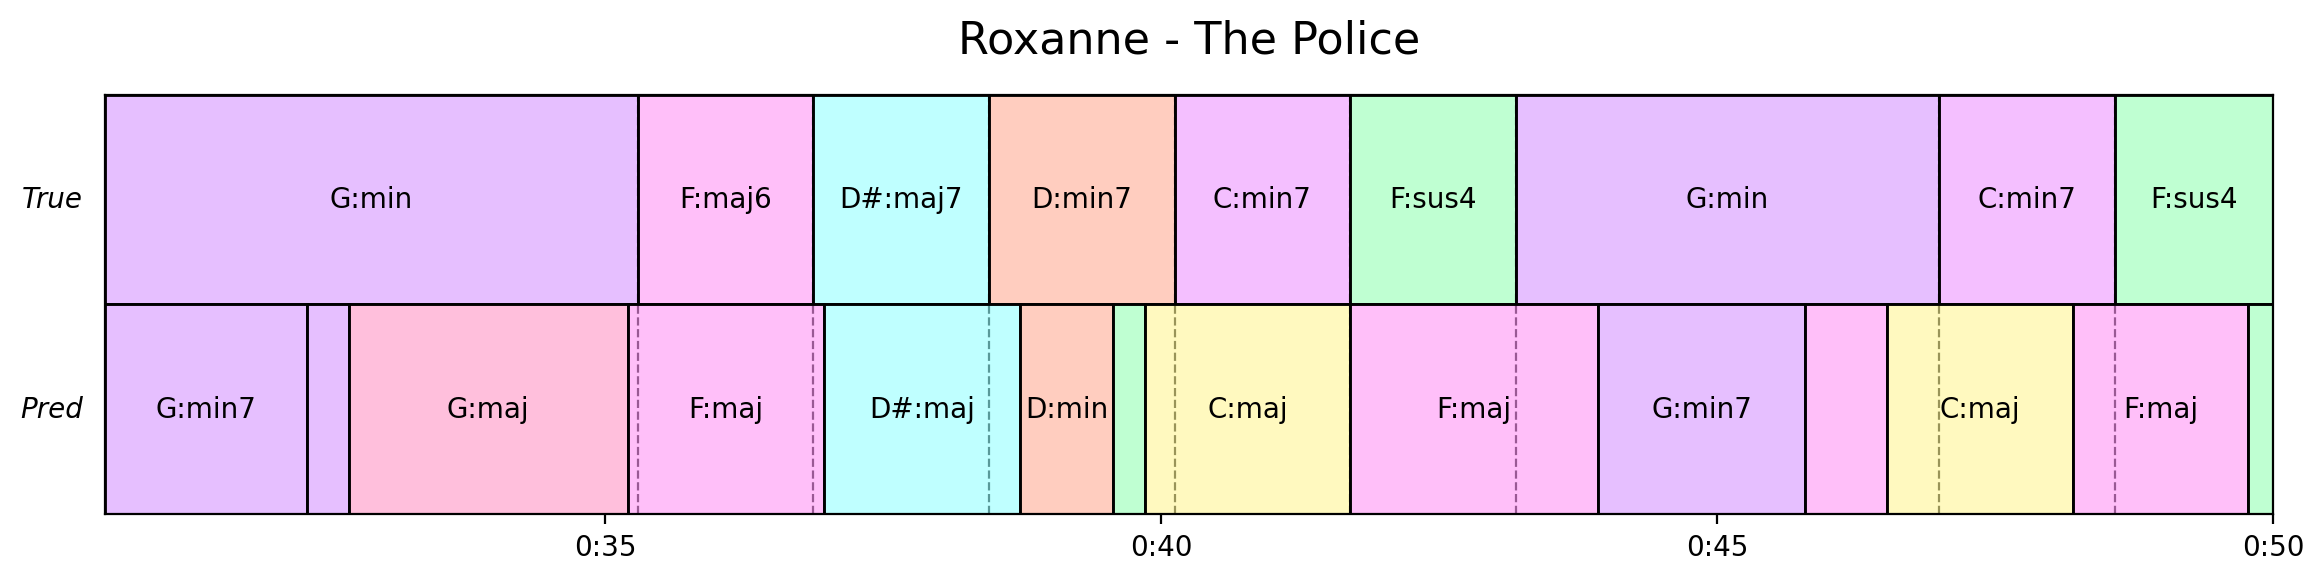 Roxanne - The Police
True
G:min
F:maj6
D#:maj7
D:min7
C:min7
F:sus4
G:min
C:min7
F:sus4
Pred
G:min7
G:maj
F:maj
D#:maj
D:min
C:maj
F:maj
G:min7
C:maj
F:maj
0:35
0:40
0:45
0:50